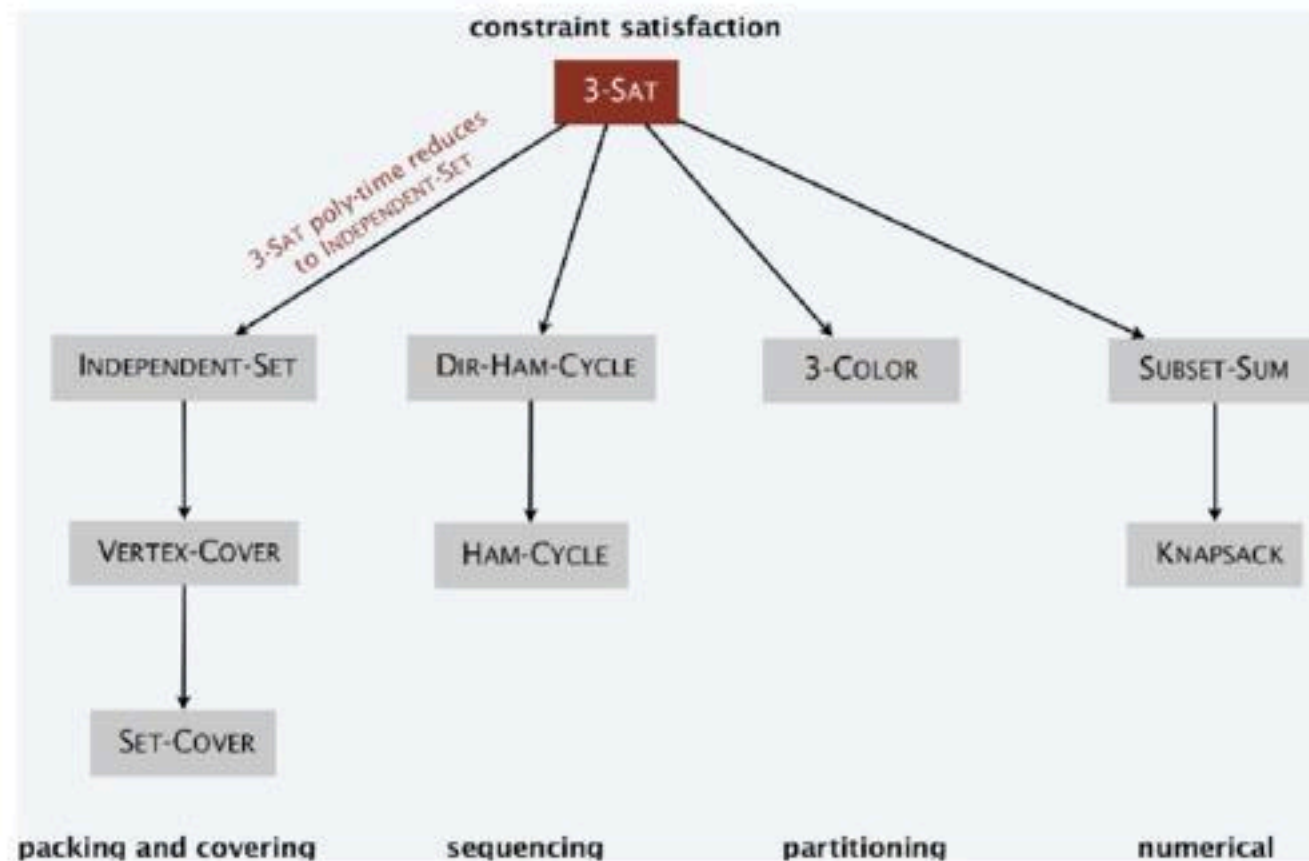 constraint satisfaction
3-SAT
3-SAT poly-time reduces
to INDEPENDENT-SET
INDEPENDENT-SET
DIR-HAM-CYCLE
3-COLOR
SUBSET-SUM
VERTEX-COVER
HAM-CYCLE
KNAPSACK
SET-COVER
packing and covering
sequencing
partitioning
numerical